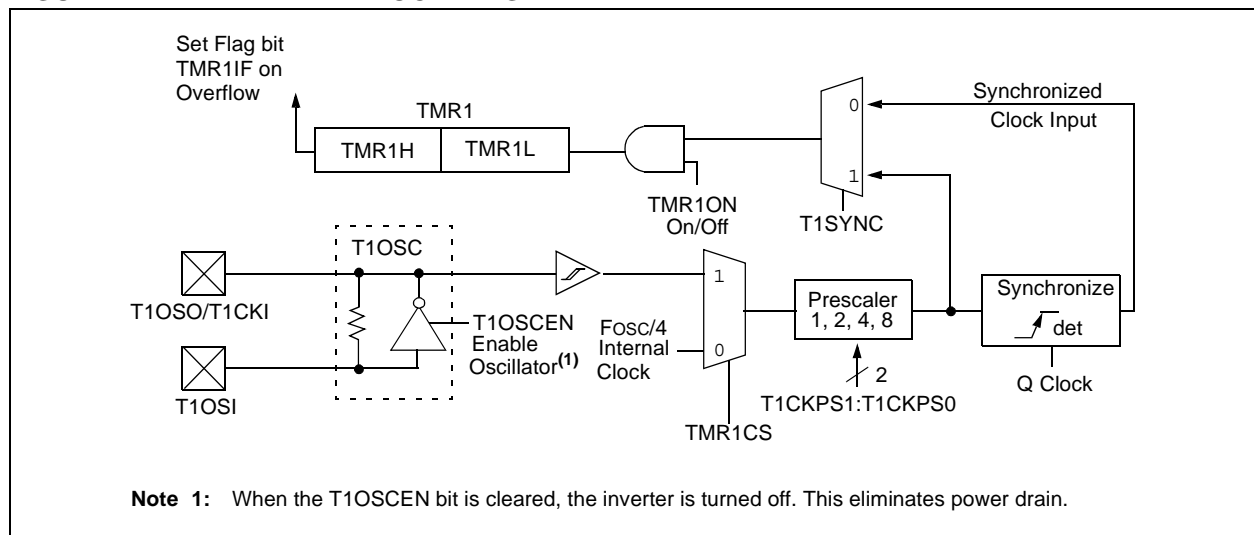 Set Flag bit
TMR1IF on
Overflow
TMR1
TMR1H
TMR1L
TMR1ON
On/Off
0
1
T1SYNC
Synchronized
Clock Input
T1OSC
T1OSO/T1CKI
T1OSI
T1OSCEN
Enable
Oscillator(1)
FOSC/4
Internal
Clock
1
0
TMR1CS
Prescaler
1, 2, 4, 8
2
T1CKPS1:T1CKPS0
Synchronize
det
Q Clock
Note 1: When the T1OSCEN bit is cleared, the inverter is turned off. This eliminates power drain.